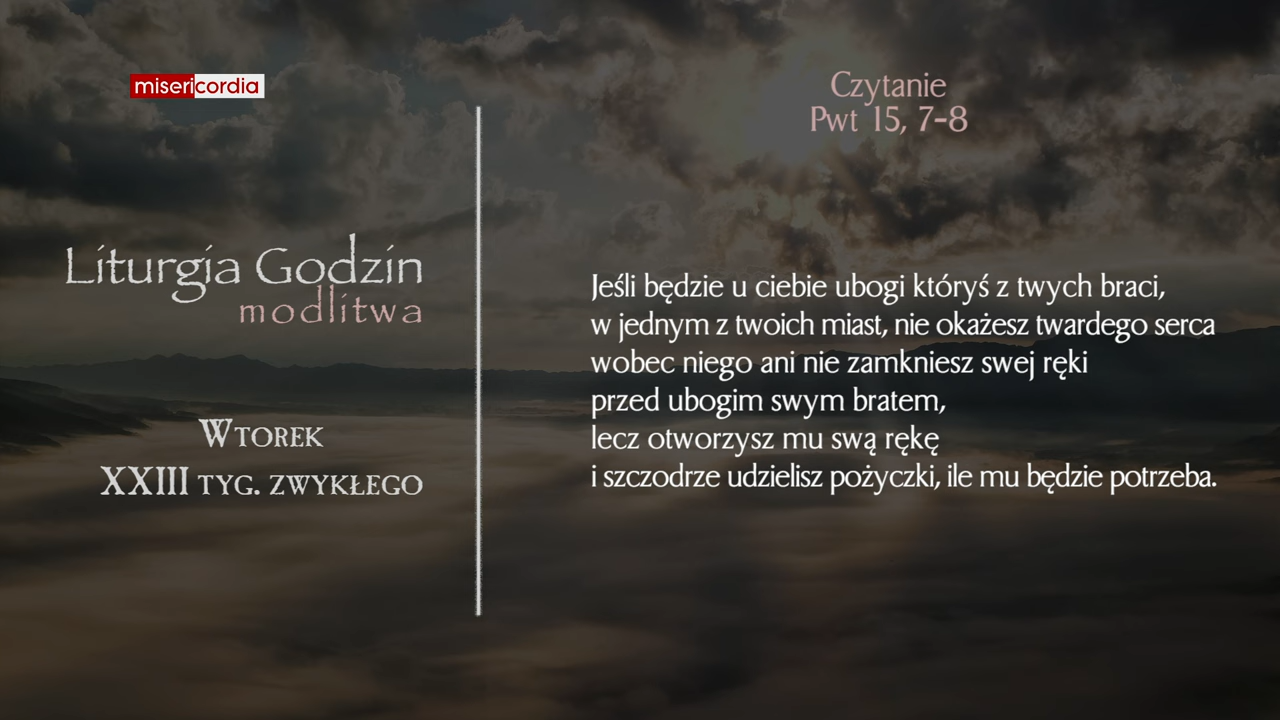 misericordia
Liturgia Godzin
modlitwa
Wtorek
XXIII tyg. zwykłego
Czytanie
Pwt 15, 7-8
Jeśli będzie u ciebie ubogi któryś z twych braci,
w jednym z twoich miast, nie okażesz twardego serca
wobec niego ani nie zamkniesz swej ręki
przed ubogim swym bratem,
lecz otworzysz mu swą rękę
i szczodrze udzielisz pożyczki, ile mu będzie potrzeba.